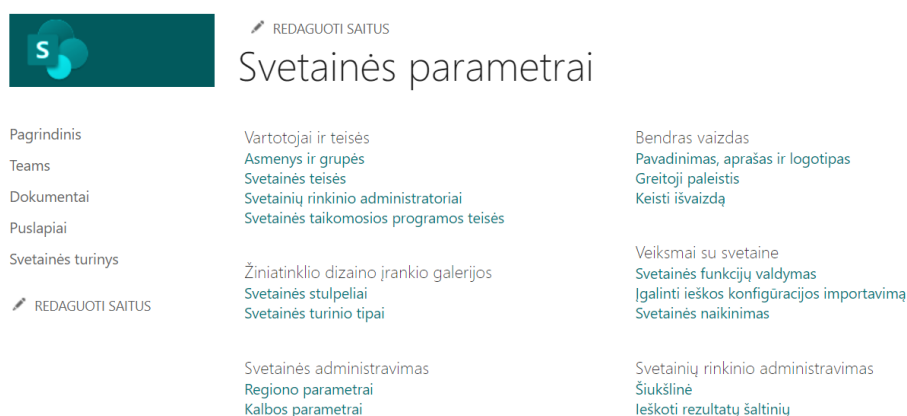 S
REDAGUOTI SAITUS
Svetainės parametrai
Pagrindinis
Teams
Dokumentai
Puslapiai
Svetainės turinys
REDAGUOTI SAITUS
Vartotojai ir teisės
Asmenys ir grupės
Svetainės teisės
Svetainių rinkinio administratoriai
Svetainės taikomosios programos teisės
Žiniatinklio dizaino įrankio galerijos
Svetainės stulpeliai
Svetainės turinio tipai
Svetainės administravimas
Regiono parametrai
Kalbos parametrai
Bendras vaizdas
Pavadinimas, aprašas ir logotipas
Greitoji paleistis
Keisti išvaizdą
Veiksmai su svetaine
Svetainės funkcijų valdymas
Įgalinti ieškos konfigūracijos importavimą
Svetainės naikinimas
Svetainių rinkinio administravimas
Šiukšlinė
Ieškoti rezultatų šaltinių